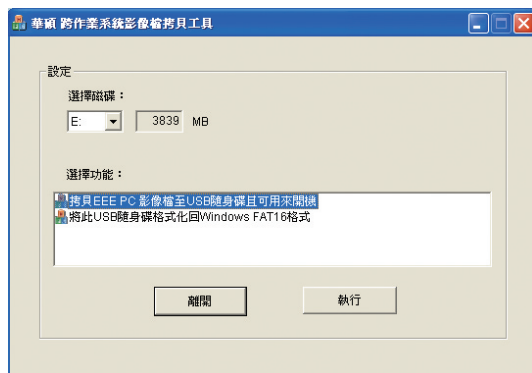 華碩 跨作業系統影像檔拷貝工具
設定
選擇磁碟：
E: 3839 MB
選擇功能：
拷貝EEE PC 影像檔至USB隨身碟且可用來開機
將此USB隨身碟格式化回Windows FAT16格式
離開 執行